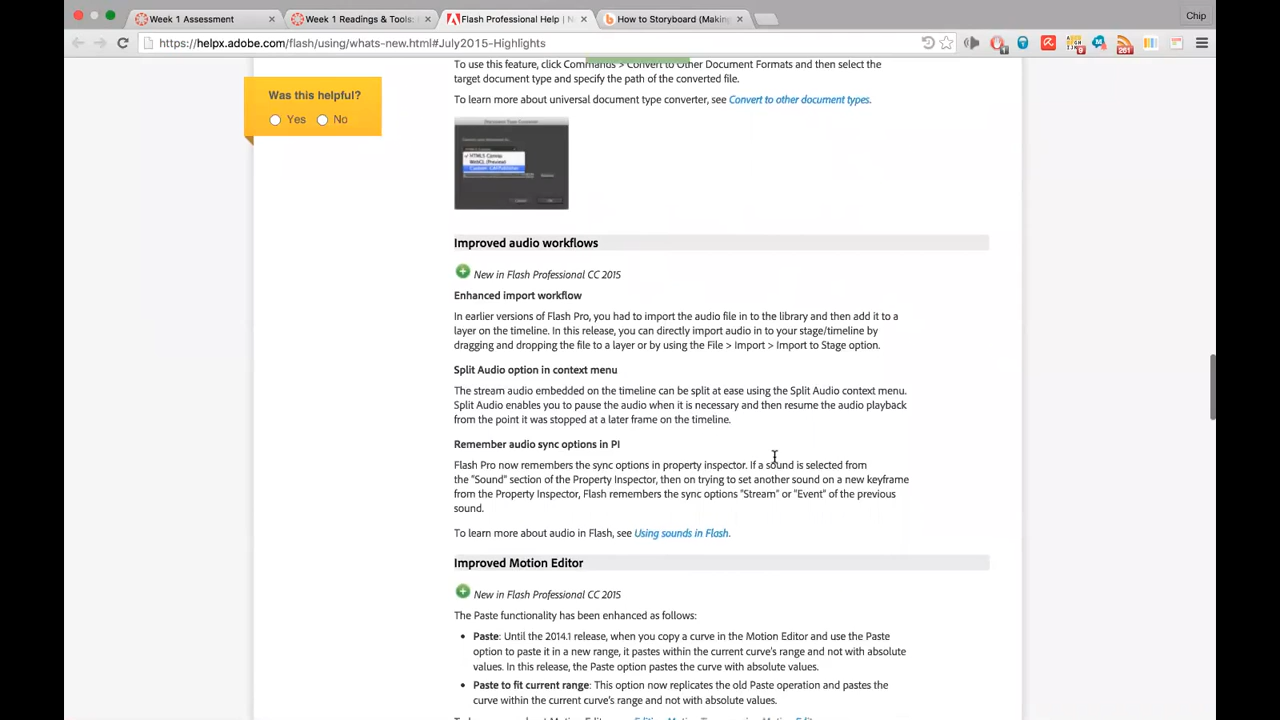 Week 1 Assessment
Week 1 Readings & Tools:
Flash Professional Help | N
How to Storyboard (Making
Chip
https://helpx.adobe.com/flash/using/whats-new.html#July2015-Highlights
261
To use this feature, click Commands > Convert to Other Document Formats and then select the
target document type and specify the path of the converted file.
Was this helpful?
Yes No
To learn more about universal document type converter, see Convert to other document types.
HTML5 Canvas
WebGL (Preview)
Improved audio workflows
New in Flash Professional CC 2015
Enhanced import workflow
In earlier versions of Flash Pro, you had to import the audio file in to the library and then add it to a
layer on the timeline. In this release, you can directly import audio in to your stage/timeline by
dragging and dropping the file to a layer or by using the File > Import > Import to Stage option.
Split Audio option in context menu
The stream audio embedded on the timeline can be split at ease using the Split Audio context menu.
Split Audio enables you to pause the audio when it is necessary and then resume the audio playback
from the point it was stopped at a later frame on the timeline.
Remember audio sync options in PI
Flash Pro now remembers the sync options in property inspector. If a sound is selected from
the "Sound" section of the Property Inspector, then on trying to set another sound on a new keyframe
from the Property Inspector, Flash remembers the sync options "Stream" or "Event" of the previous
sound.
To learn more about audio in Flash, see Using sounds in Flash.
Improved Motion Editor
New in Flash Professional CC 2015
The Paste functionality has been enhanced as follows:
• Paste: Until the 2014.1 release, when you copy a curve in the Motion Editor and use the Paste
option to paste it in a new range, it pastes within the current curve's range and not with absolute
values. In this release, the Paste option pastes the curve with absolute values.
• Paste to fit current range: This option now replicates the old Paste operation and pastes the
curve within the current curve's range and not with absolute values.